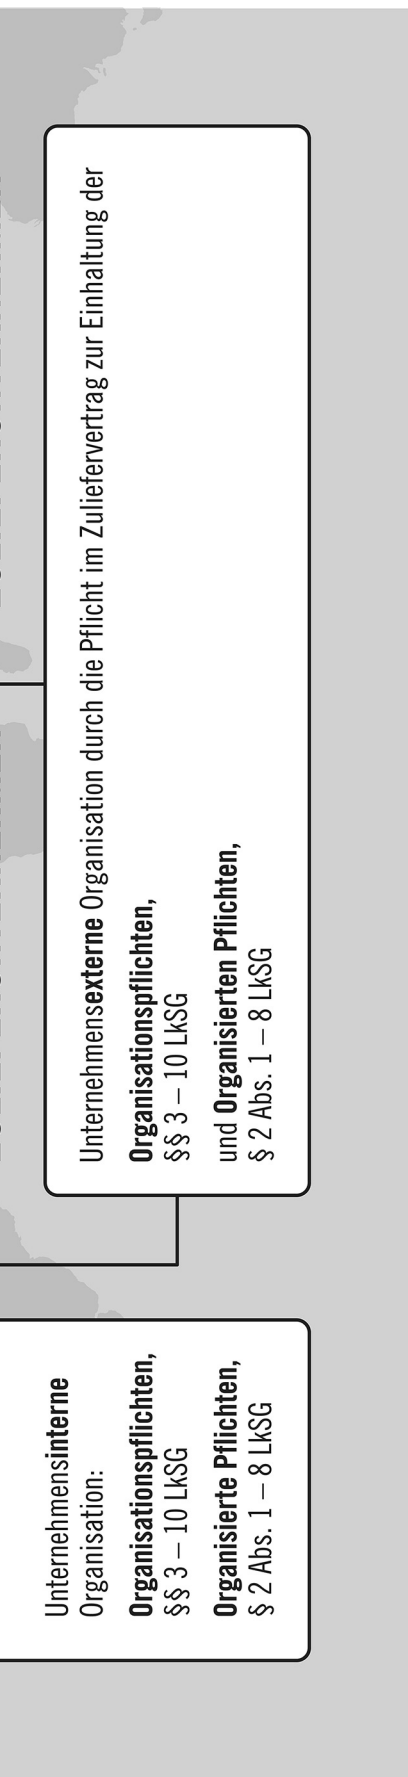 Unternehmensinterne
Organisation:
Organisationspflichten,
§§ 3 – 10 LkSG
Organisierte Pflichten,
§ 2 Abs. 1 – 8 LkSG
Unternehmensexterne Organisation durch die Pflicht im Zuliefervertrag zur Einhaltung der
Organisationspflichten,
§§ 3 – 10 LkSG
und Organisierten Pflichten,
§ 2 Abs. 1 – 8 LkSG